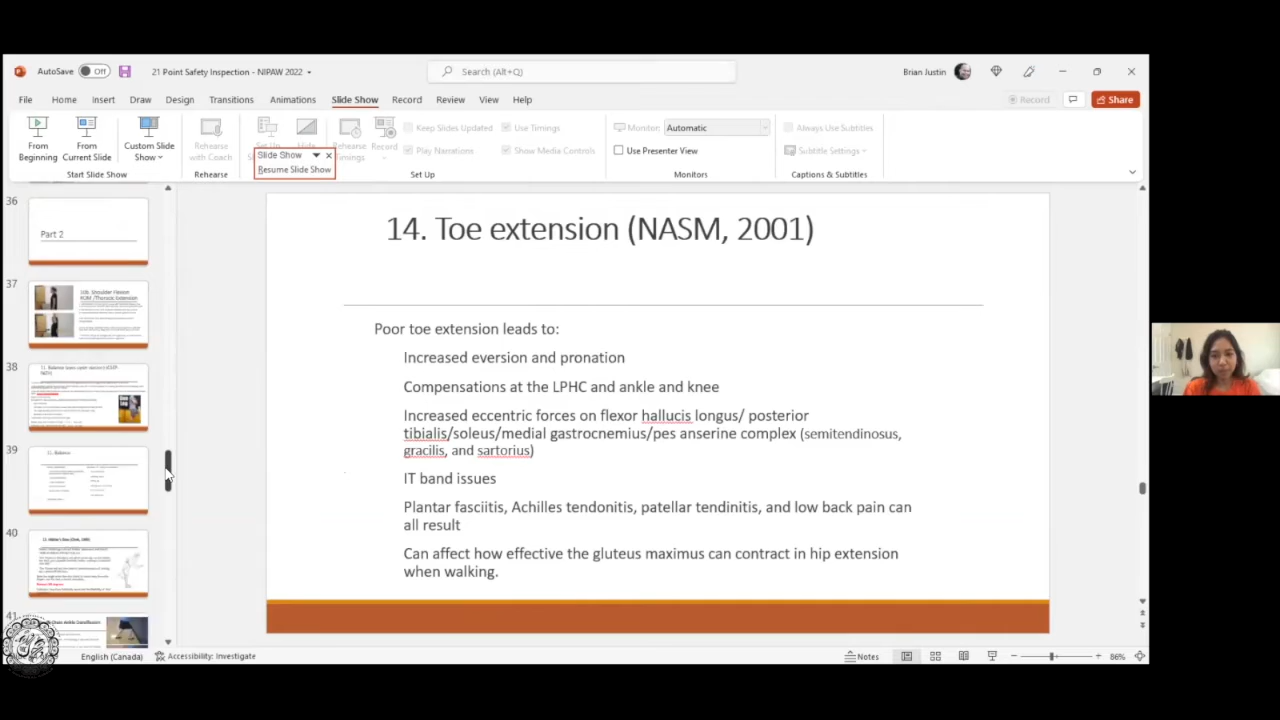 AutoSave Off 21 Point Safety Inspection - NIPAW 2022 Search (Alt+Q) Brian Justin
File Home Insert Draw Design Transitions Animations Slide Show Record Review View Help Record Share
From Beginning
From Current Slide
Custom Slide Show
Rehearse with Coach
Rehearse Timings
Record
Keep Slides Updated
Play Narrations
Use Timings
Show Media Controls
Monitor: Automatic
Use Presenter View
Always Use Subtitles
Subtitle Settings
Slide Show
Resume Slide Show
Start Slide Show Rehearse Set Up Monitors Captions & Subtitles
36
Part 2
37
10b. Shoulder Flexion
ROM /Thoracic Extension
38
39
40
41
14. Toe extension (NASM, 2001)
Poor toe extension leads to:
Increased eversion and pronation
Compensation at the LPHC and ankle and knee
Increased eccentric forces on flexor hallucis longus/ posterior
tibialis/soleus/medial gastrocnemius/pes anserine complex (semitendinosus,
gracilis, and sartorius)
IT band issues
Plantar fasciitis, Achilles tendonitis, patellar tendinitis, and low back pain can
all result
Can affect how effective the gluteus maximus can contract in hip extension
when walking.
English (Canada) Accessibility: Investigate Notes 86%